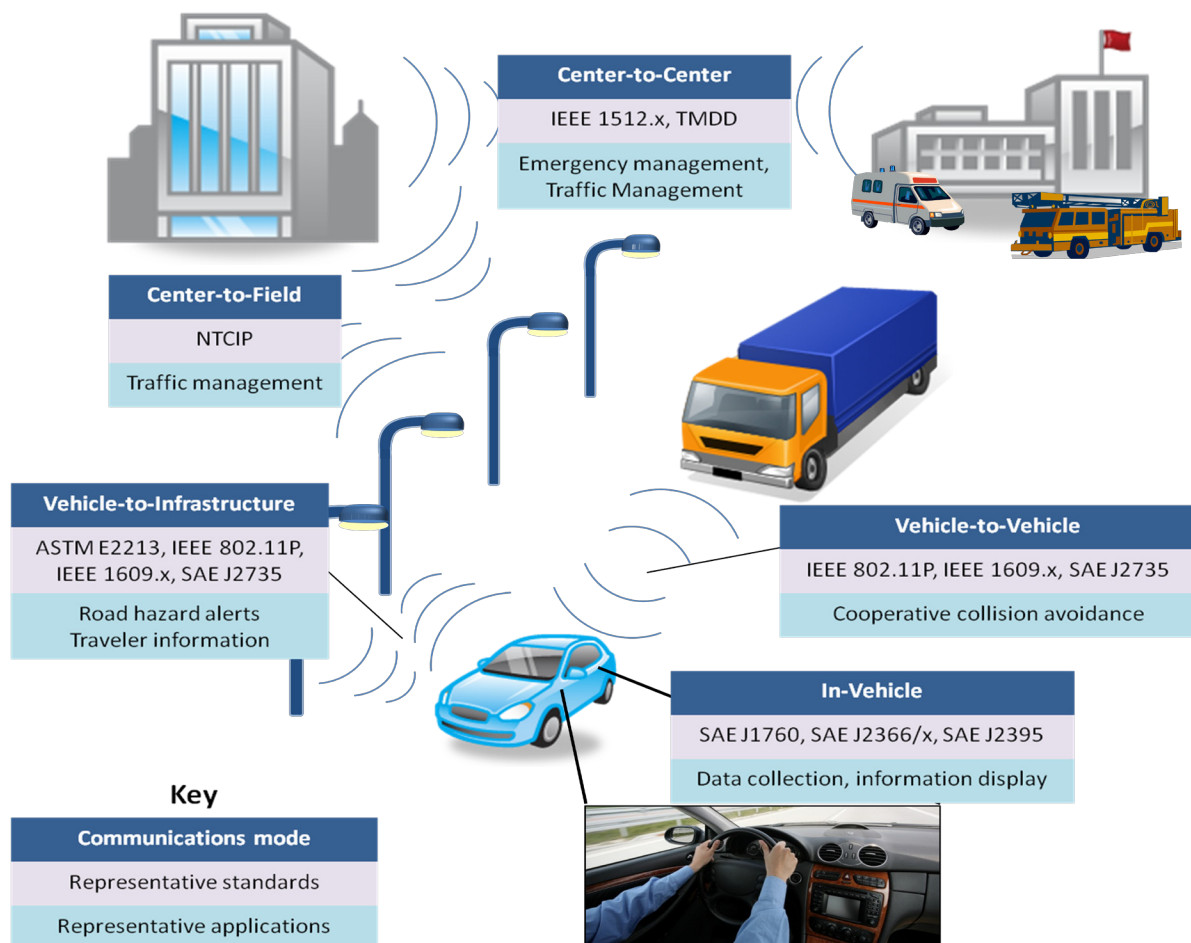 Center-to-Center
IEEE 1512.x, TMDD
Emergency management,
Traffic Management
Center-to-Field
NTCIP
Traffic management
Vehicle-to-Infrastructure
ASTM E2213, IEEE 802.11P,
IEEE 1609.x, SAE J2735
Road hazard alerts
Traveler information
Vehicle-to-Vehicle
IEEE 802.11P, IEEE 1609.x, SAE J2735
Cooperative collision avoidance
In-Vehicle
SAE J1760, SAE J2366/x, SAE J2395
Data collection, information display
Key
Communications mode
Representative standards
Representative applications